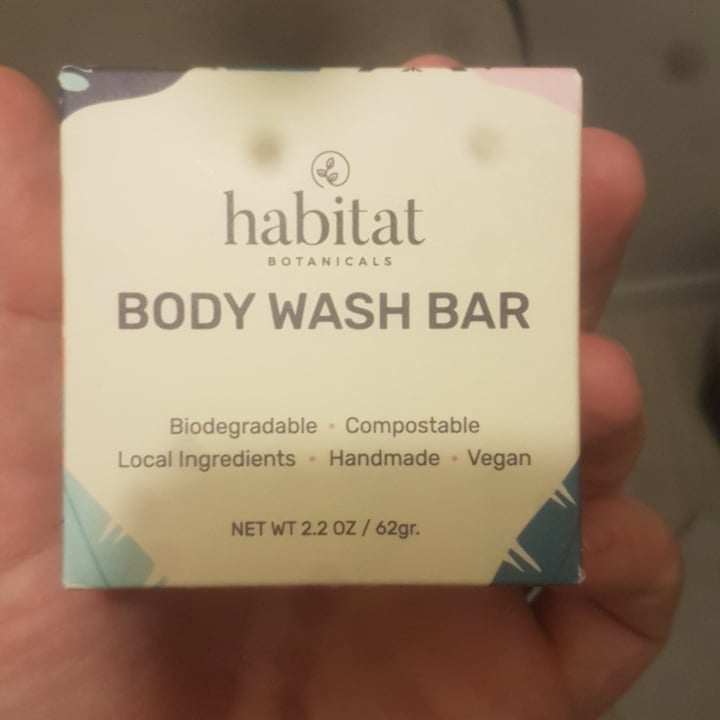 habitat
BOTANICALS
BODY WASH BAR
Biodegradable • Compostable
Local Ingredients • Handmade • Vegan
NET WT 2.2 OZ / 62gr.